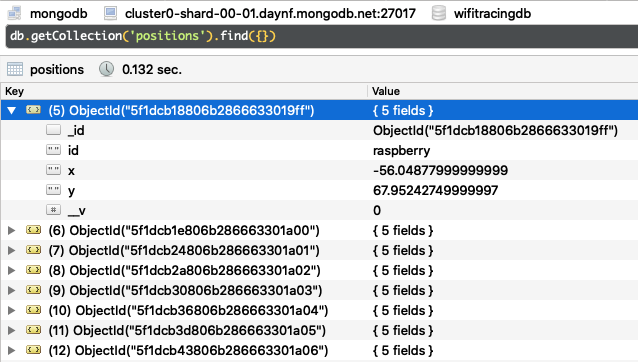 mongodb cluster0-shard-00-01.daynf.mongodb.net:27017 wifitracingdb
db.getCollection('positions').find({})
positions 0.132 sec.
Key Value
(5) ObjectId("5f1dcb18806b2866633019ff") { 5 fields }
_id ObjectId("5f1dcb18806b2866633019ff")
id raspberry
x -56.04877999999999
y 67.95242749999997
__v 0
(6) ObjectId("5f1dcb1e806b286663301a00") { 5 fields }
(7) ObjectId("5f1dcb24806b286663301a01") { 5 fields }
(8) ObjectId("5f1dcb2a806b286663301a02") { 5 fields }
(9) ObjectId("5f1dcb30806b286663301a03") { 5 fields }
(10) ObjectId("5f1dcb36806b286663301a04") { 5 fields }
(11) ObjectId("5f1dcb3d806b286663301a05") { 5 fields }
(12) ObjectId("5f1dcb43806b286663301a06") { 5 fields }